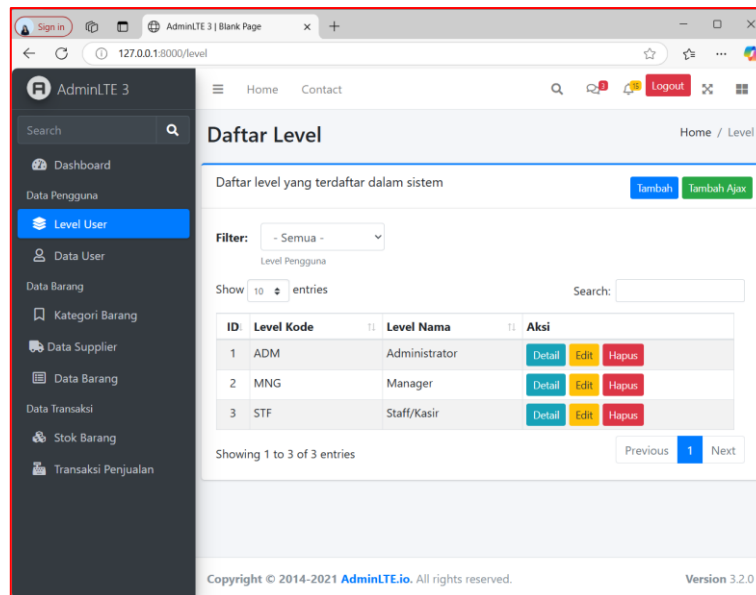 Sign in
AdminLTE 3 | Blank Page
127.0.0.1:8000/level
AdminLTE 3
Home Contact
3
15
Logout
Search
Daftar Level
Home / Level
Dashboard
Data Pengguna
Level User
Data User
Data Barang
Kategori Barang
Data Supplier
Data Barang
Data Transaksi
Stok Barang
Transaksi Penjualan
Daftar level yang terdaftar dalam sistem
Tambah Tambah Ajax
Filter: - Semua -
Level Pengguna
Show 10 entries Search:
ID Level Kode Level Nama Aksi
1 ADM Administrator Detail Edit Hapus
2 MNG Manager Detail Edit Hapus
3 STF Staff/Kasir Detail Edit Hapus
Showing 1 to 3 of 3 entries
Previous 1 Next
Copyright © 2014-2021 AdminLTE.io. All rights reserved. Version 3.2.0